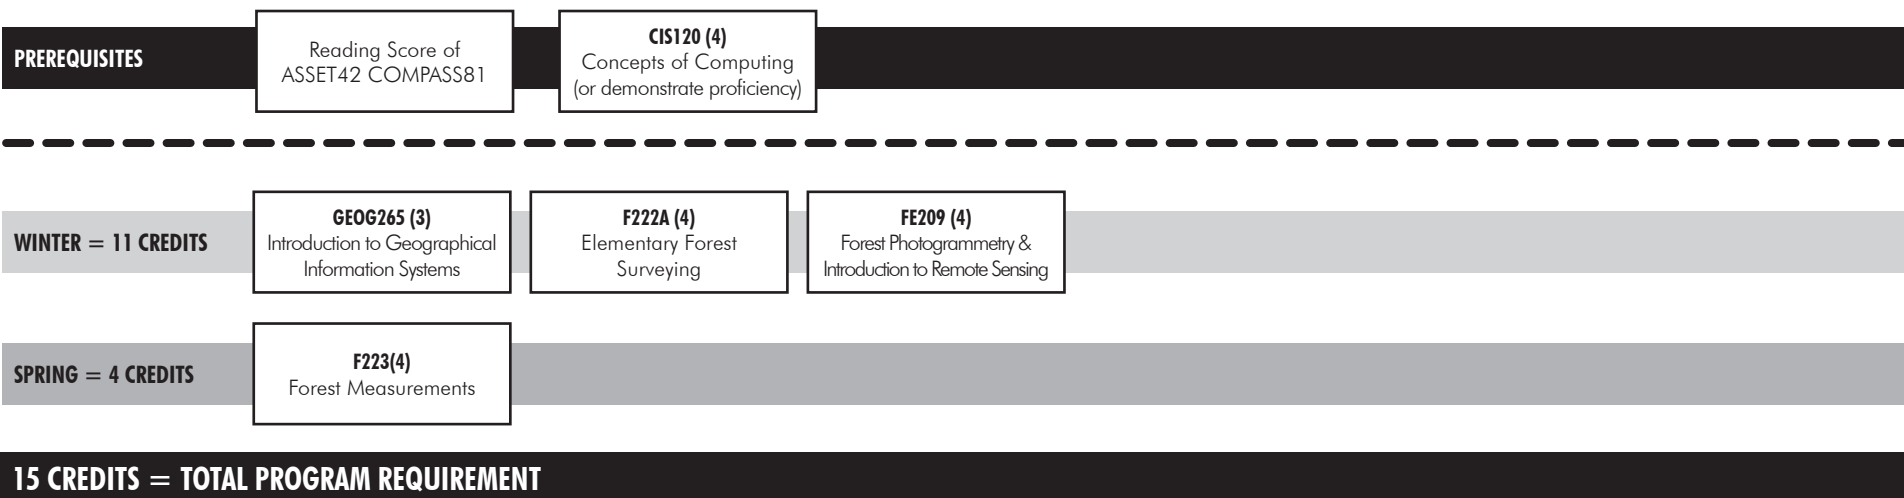 PREREQUISITES
Reading Score of
ASSET42 COMPASS81
CIS120 (4)
Concepts of Computing
(or demonstrate proficiency)
WINTER = 11 CREDITS
GEOG265 (3)
Introduction to Geographical
Information Systems
F222A (4)
Elementary Forest
Surveying
FE209 (4)
Forest Photogrammetry &
Introduction to Remote Sensing
SPRING = 4 CREDITS
F223(4)
Forest Measurements
15 CREDITS = TOTAL PROGRAM REQUIREMENT